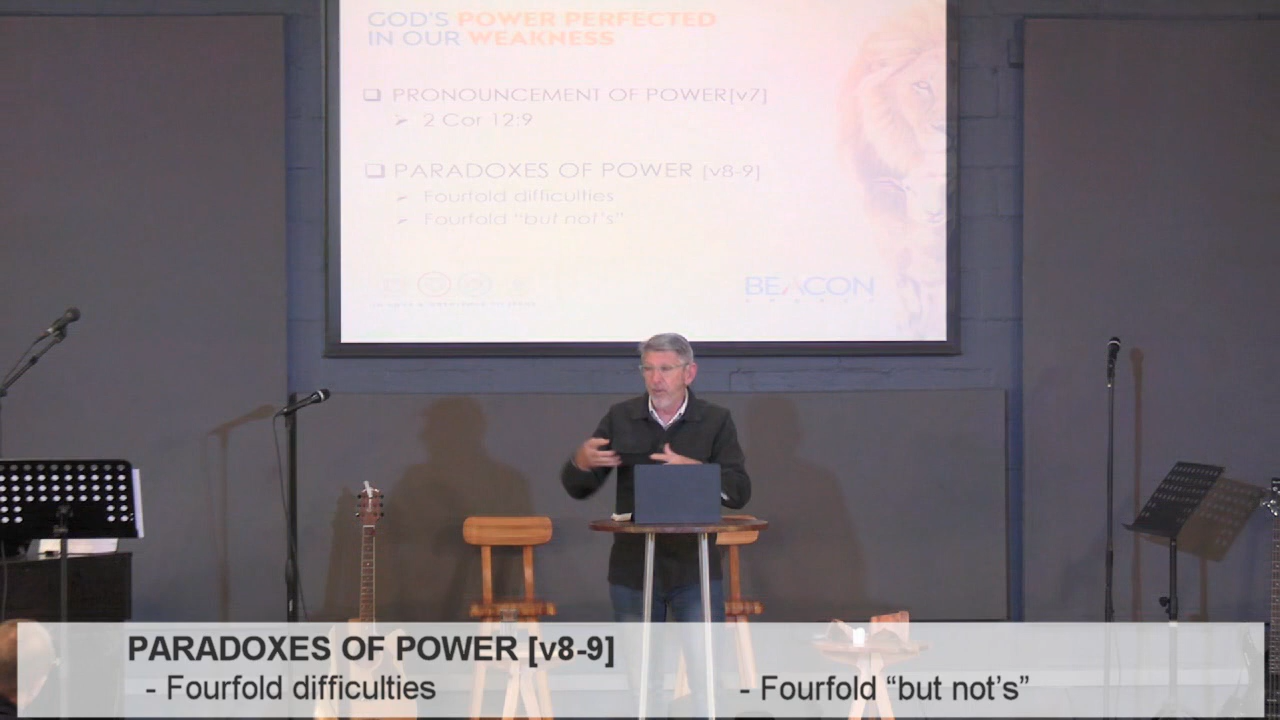 GOD'S POWER PERFECTED
IN OUR WEAKNESS
PRONOUNCEMENT OF POWER[v7]
2 Cor 12:9
PARADOXES OF POWER [v8-9]
Fourfold difficulties
Fourfold "but not's"
BEACON
PARADOXES OF POWER [v8-9]
- Fourfold difficulties
- Fourfold “but not’s”